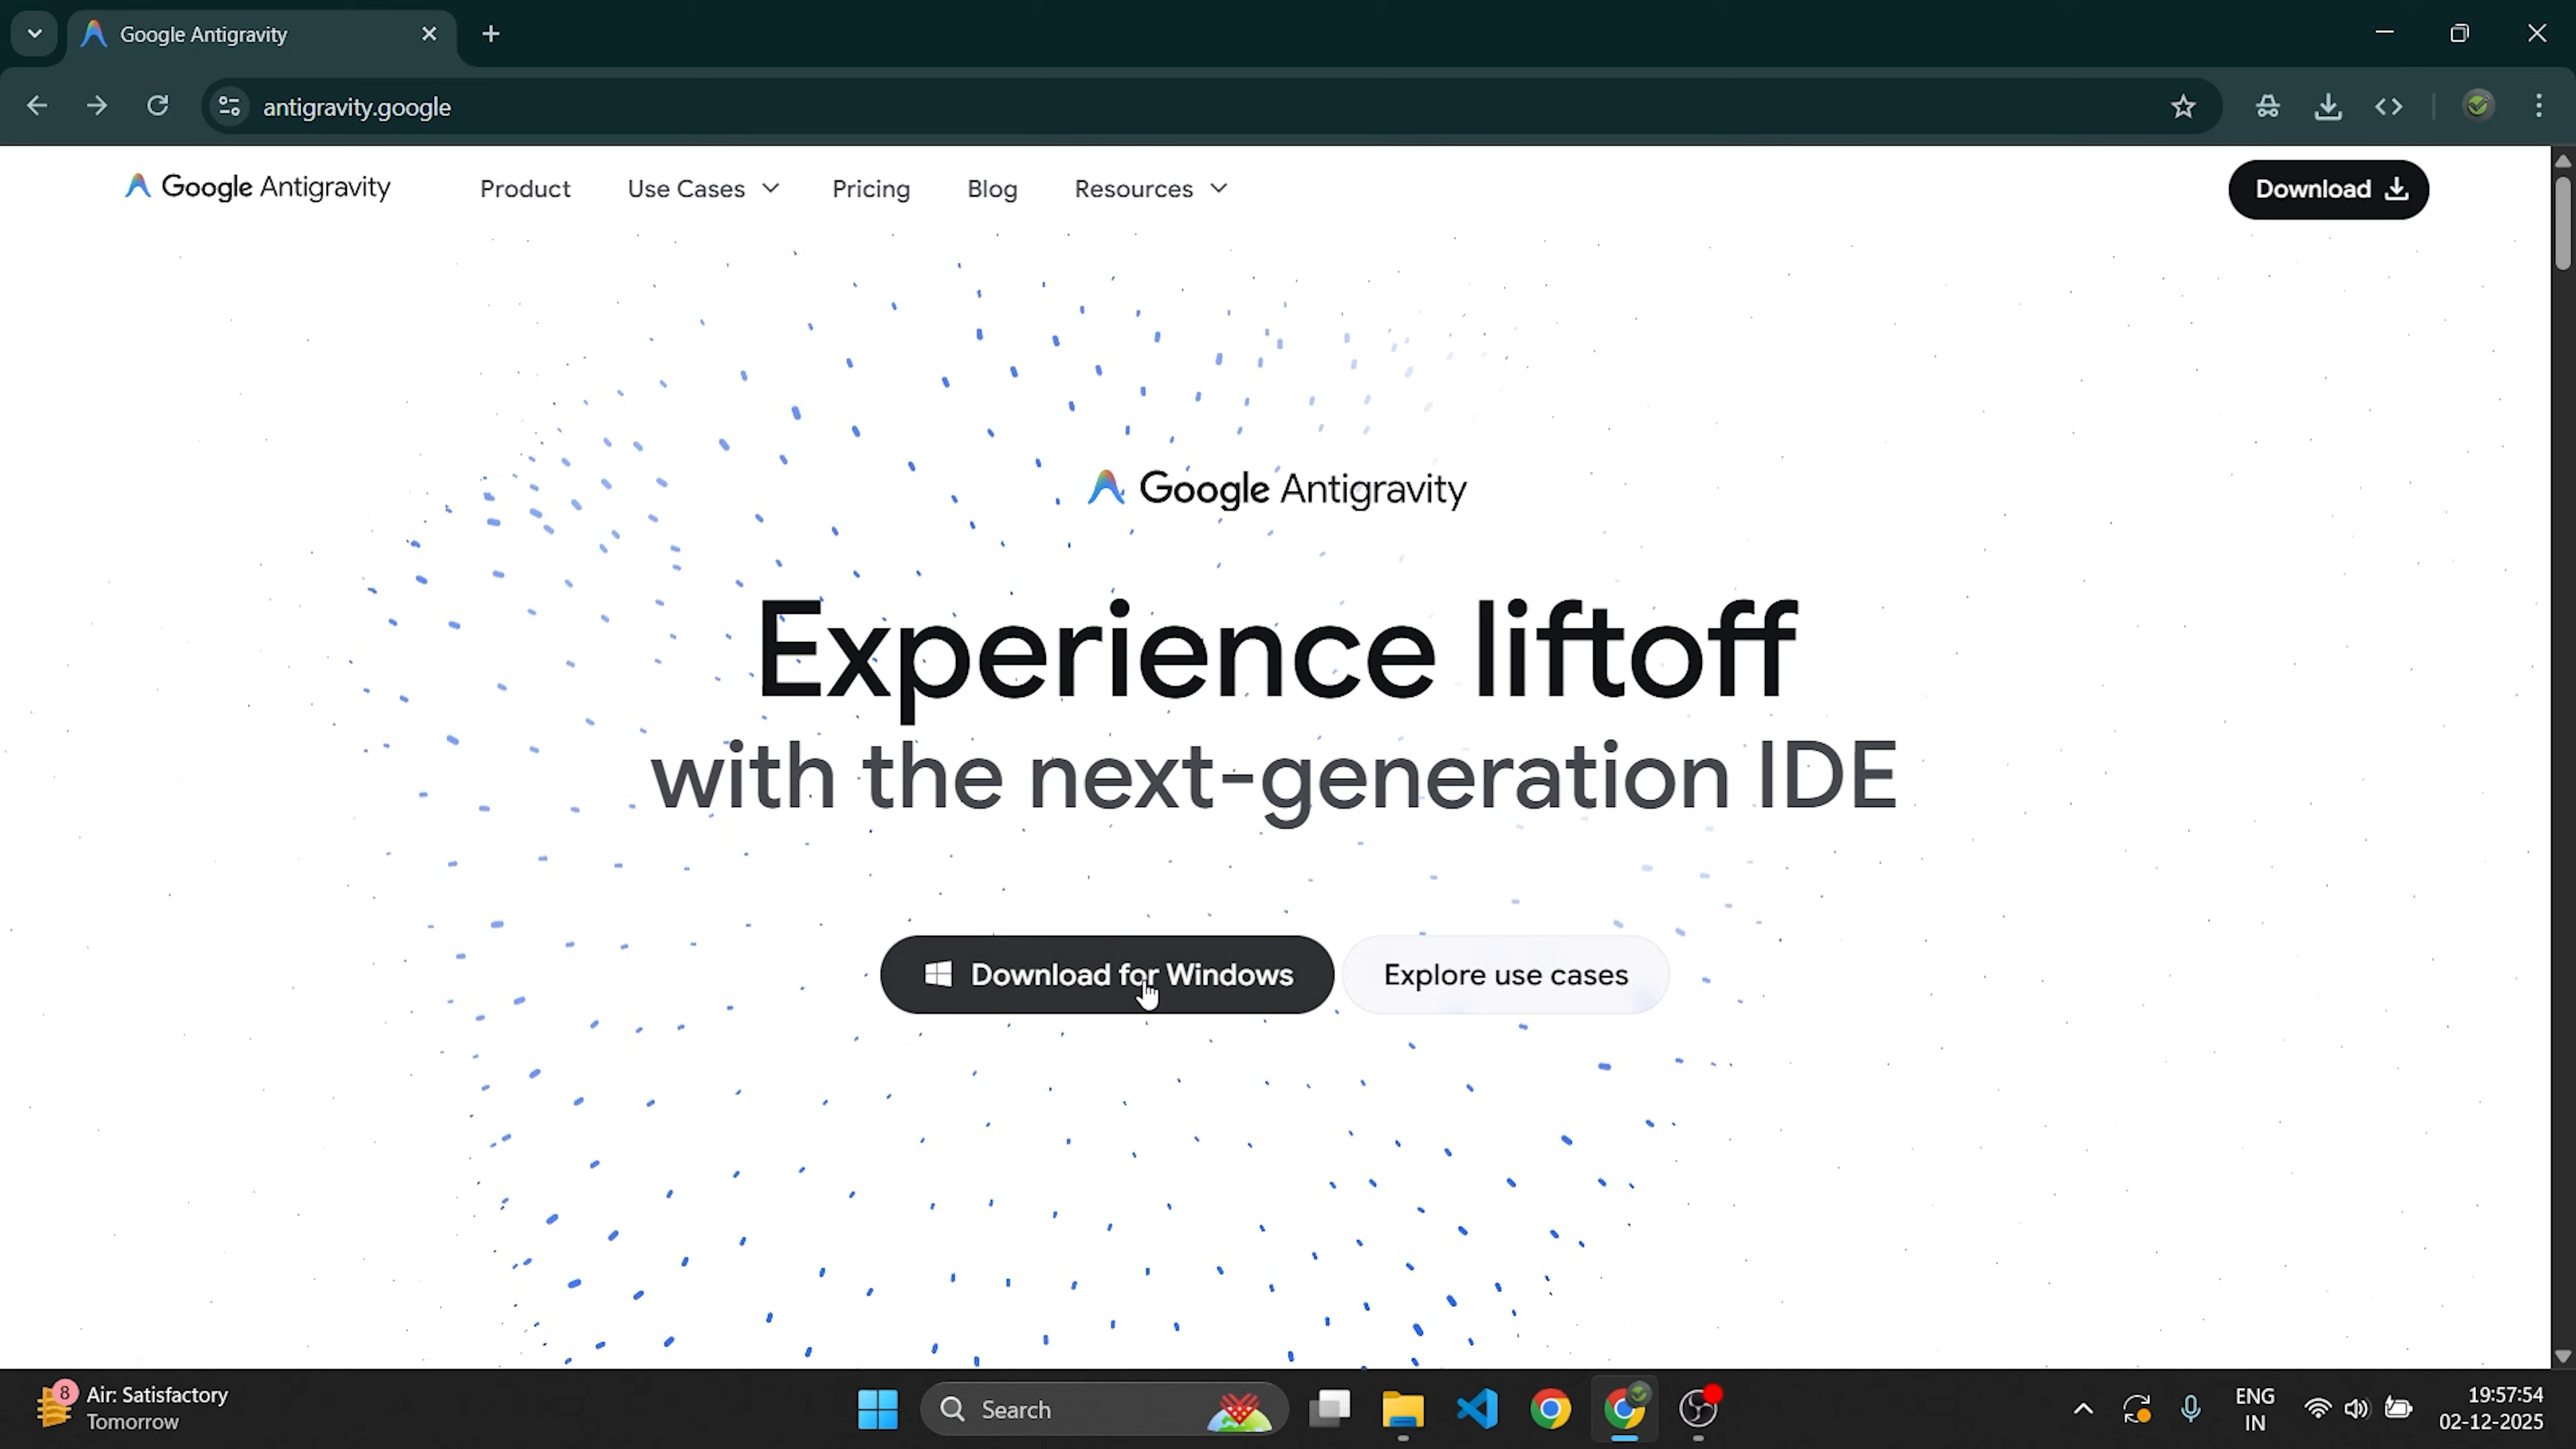 Google Antigravity
antigravity.google
Google Antigravity Product Use Cases Pricing Blog Resources Download
Google Antigravity
Experience liftoff
with the next-generation IDE
Download for Windows Explore use cases
8
Air: Satisfactory
Tomorrow
Search
ENG
IN
19:57:54
02-12-2025